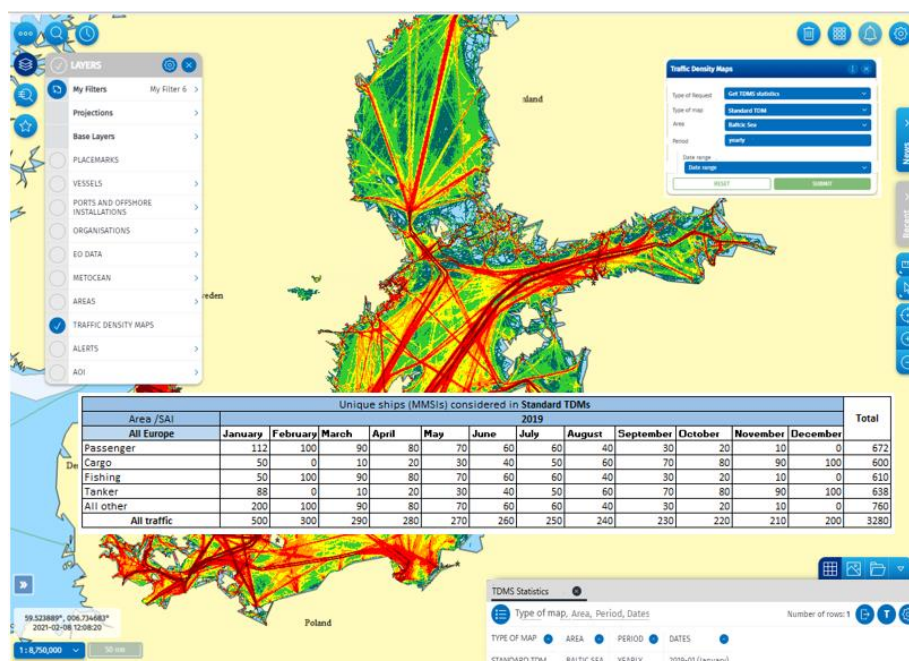 LAYERS
My Filters My Filter 6
Projections
Base Layers
PLACEMARKS
VESSELS
PORTS AND OFFSHORE
INSTALLATIONS
ORGANISATIONS
EO DATA
METOCEAN
AREAS
TRAFFIC DENSITY MAPS
ALERTS
AOI
Traffic Density Maps
Type of Request Get TDMS statistics
Type of map Standard TDM
Area Baltcic Sea
Period yearly
Date range
Date range
RESET SUBMIT
News
Recent
land
eden
De
Unique ships (MMSIs) considered in Standard TDMs
Area /SAI 2019 Total
All Europe January February March April May June July August September October November December
Passenger 112 100 90 80 70 60 60 40 30 20 10 0 672
Cargo 50 0 10 20 30 40 50 60 70 80 90 100 600
Fishing 50 100 90 80 70 60 60 40 30 20 10 0 610
Tanker 88 0 10 20 30 40 50 60 70 80 90 100 638
All other 200 100 90 80 70 60 60 40 30 20 10 0 760
All traffic 500 300 290 280 270 260 250 240 230 220 210 200 3280
Poland
59.523889°, 006.734683°
2021-02-08 12:08:20
1 : 8,750,000 50 nm
TDMS Statistics
Type of map, Area, Period, Dates Number of rows: 1
TYPE OF MAP AREA PERIOD DATES
STANDARD TDM BALTIC SEA YEARLY 2019-01 (January)